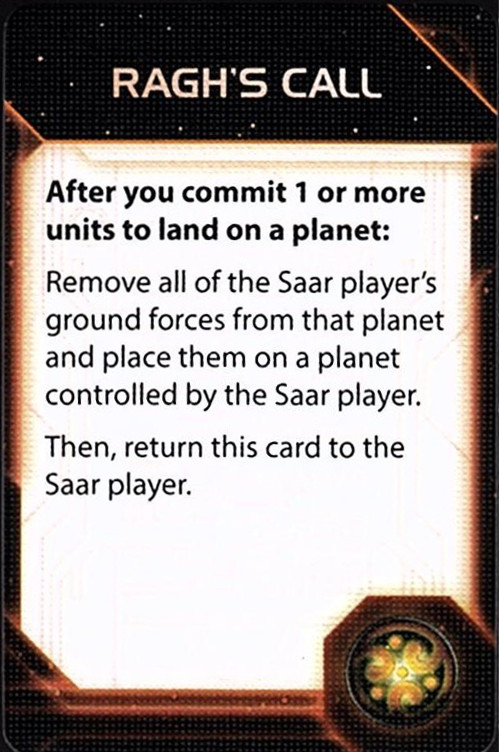 RAGH'S CALL
After you commit 1 or more
units to land on a planet:
Remove all of the Saar player's
ground forces from that planet
and place them on a planet
controlled by the Saar player.
Then, return this card to the
Saar player.